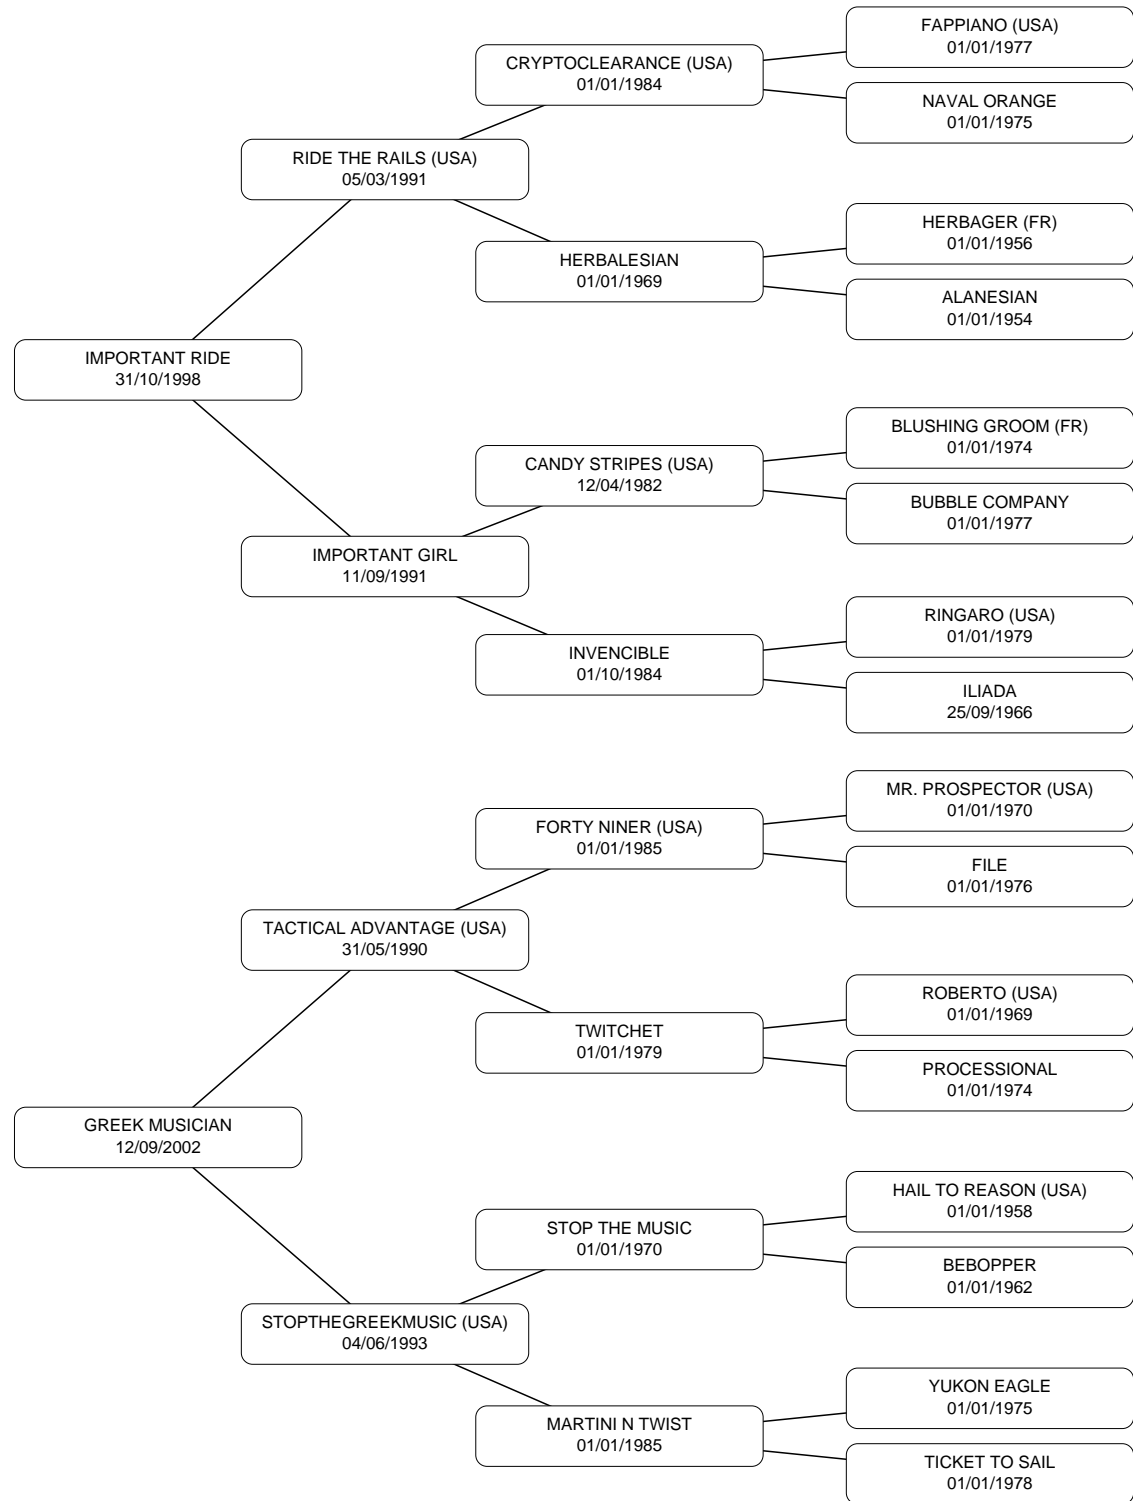 FAPPIANO (USA)
01/01/1977
CRYPTOCLEARANCE (USA)
01/01/1984
NAVAL ORANGE
01/01/1975
RIDE THE RAILS (USA)
05/03/1991
HERBAGER (FR)
01/01/1956
HERBALESIAN
01/01/1969
ALANESIAN
01/01/1954
IMPORTANT RIDE
31/10/1998
BLUSHING GROOM (FR)
01/01/1974
CANDY STRIPES (USA)
12/04/1982
BUBBLE COMPANY
01/01/1977
IMPORTANT GIRL
11/09/1991
RINGARO (USA)
01/01/1979
INVENCIBLE
01/10/1984
ILIADA
25/09/1966
MR. PROSPECTOR (USA)
01/01/1970
FORTY NINER (USA)
01/01/1985
FILE
01/01/1976
TACTICAL ADVANTAGE (USA)
31/05/1990
ROBERTO (USA)
01/01/1969
TWITCHET
01/01/1979
PROCESSIONAL
01/01/1974
GREEK MUSICIAN
12/09/2002
HAIL TO REASON (USA)
01/01/1958
STOP THE MUSIC
01/01/1970
BEBOPPER
01/01/1962
STOPTHEGREEKMUSIC (USA)
04/06/1993
YUKON EAGLE
01/01/1975
MARTINI N TWIST
01/01/1985
TICKET TO SAIL
01/01/1978